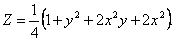 Z = 1/4 (1 + y² + 2x²y + 2x²)